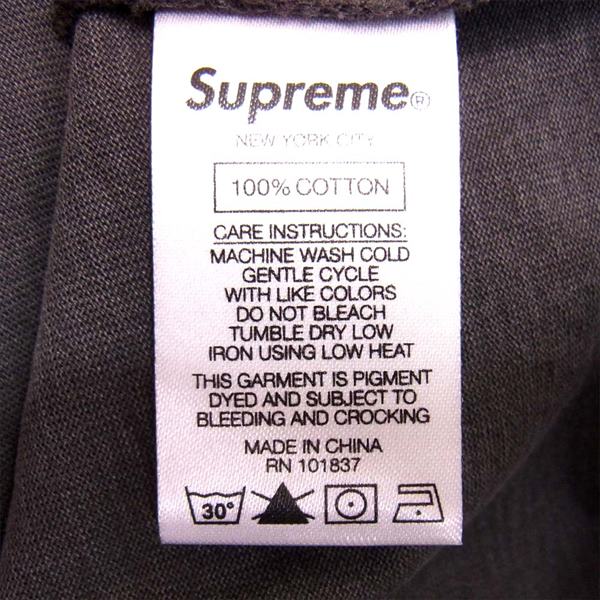 Supreme®
NEW YORK CITY
100% COTTON
CARE INSTRUCTIONS:
MACHINE WASH COLD
GENTLE CYCLE
WITH LIKE COLORS
DO NOT BLEACH
TUMBLE DRY LOW
IRON USING LOW HEAT
THIS GARMENT IS PIGMENT
DYED AND SUBJECT TO
BLEEDING AND CROCKING
MADE IN CHINA
RN 101837
30°